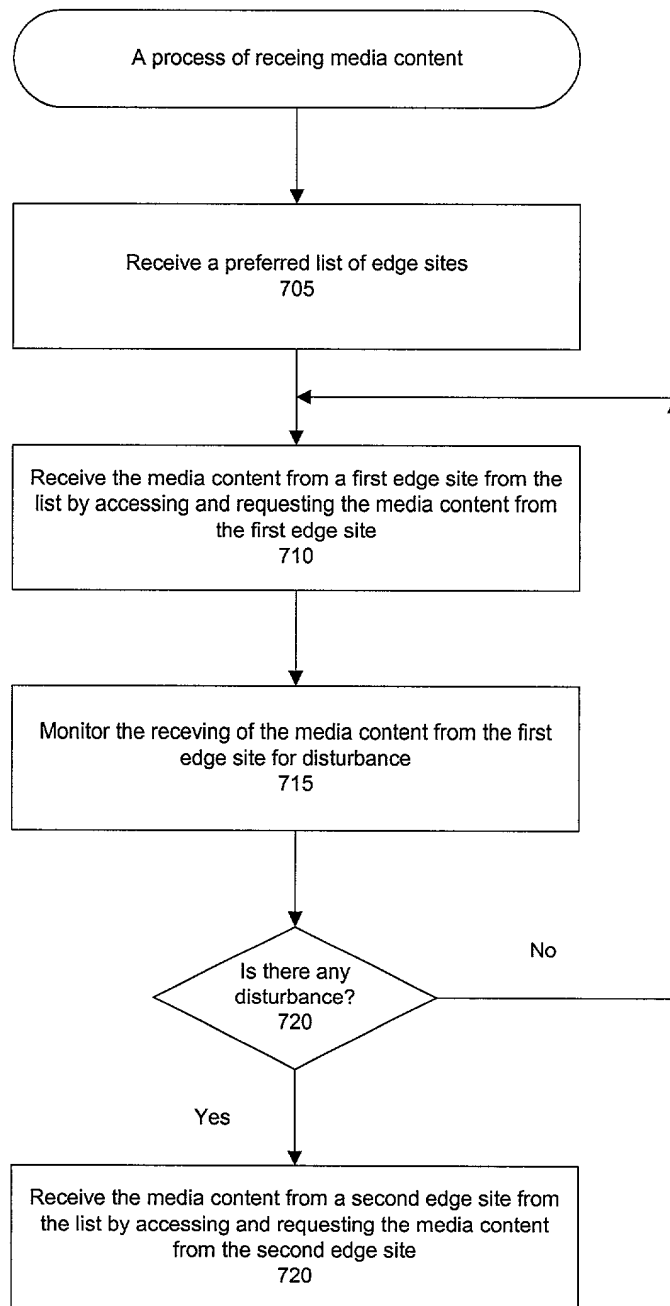 A process of receing media content
Receive a preferred list of edge sites
705
Receive the media content from a first edge site from the
list by accessing and requesting the media content from
the first edge site
710
Monitor the receving of the media content from the first
edge site for disturbance
715
Is there any
disturbance?
720
No
Yes
Receive the media content from a second edge site from
the list by accessing and requesting the media content
from the second edge site
720